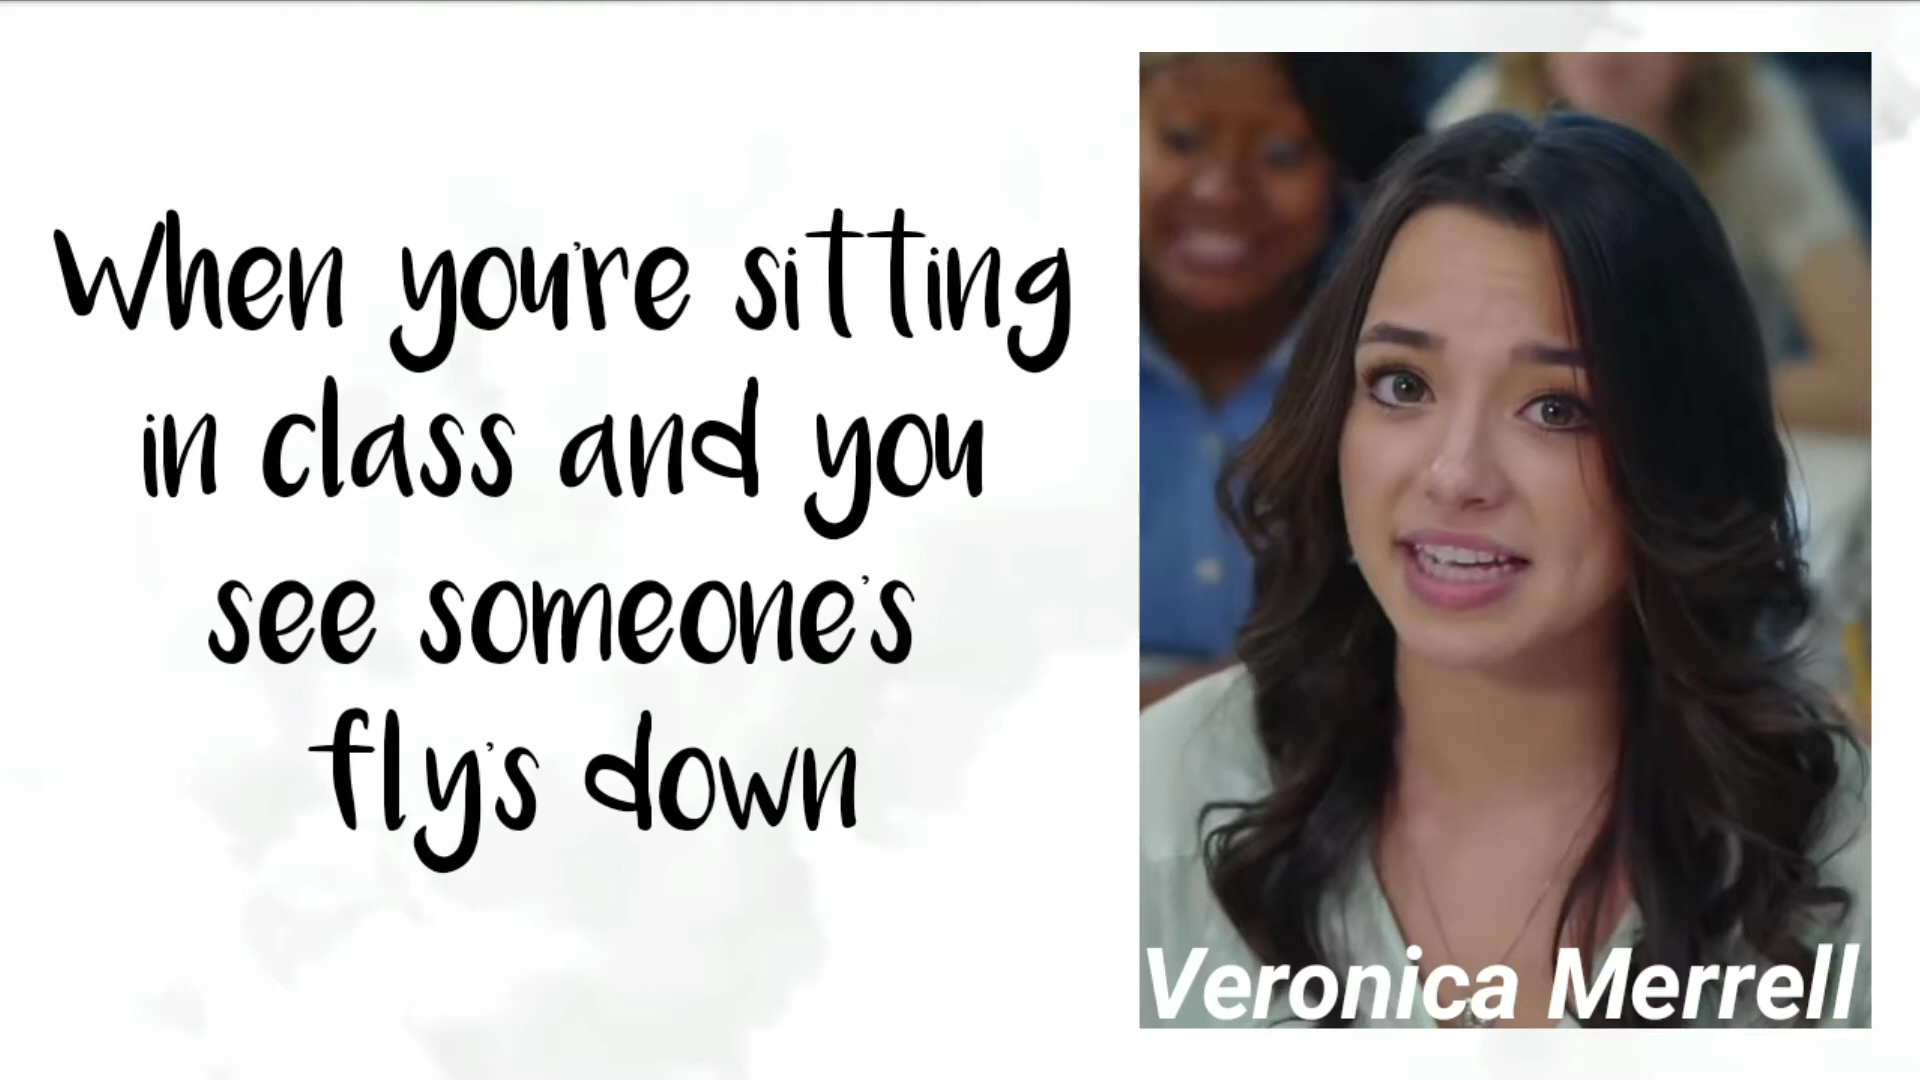 When you're sitting
in class and you
see someone's
fly's down
Veronica Merrell